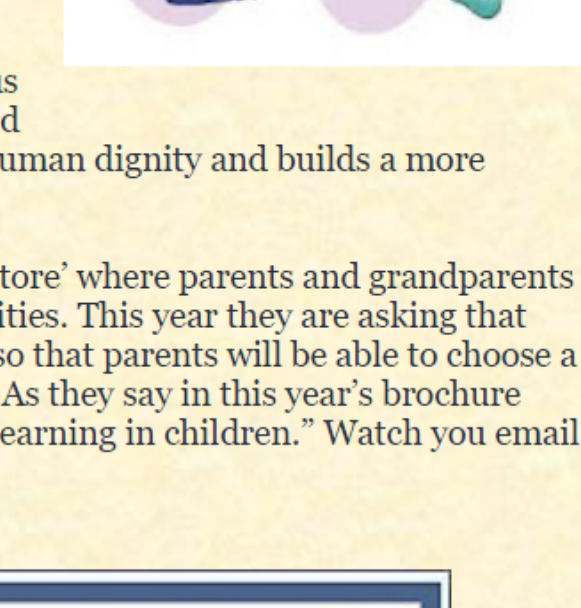 us
d
uman dignity and builds a more
tore’ where parents and grandparents
ities. This year they are asking that
so that parents will be able to choose a
As they say in this year’s brochure
earning in children.” Watch you email